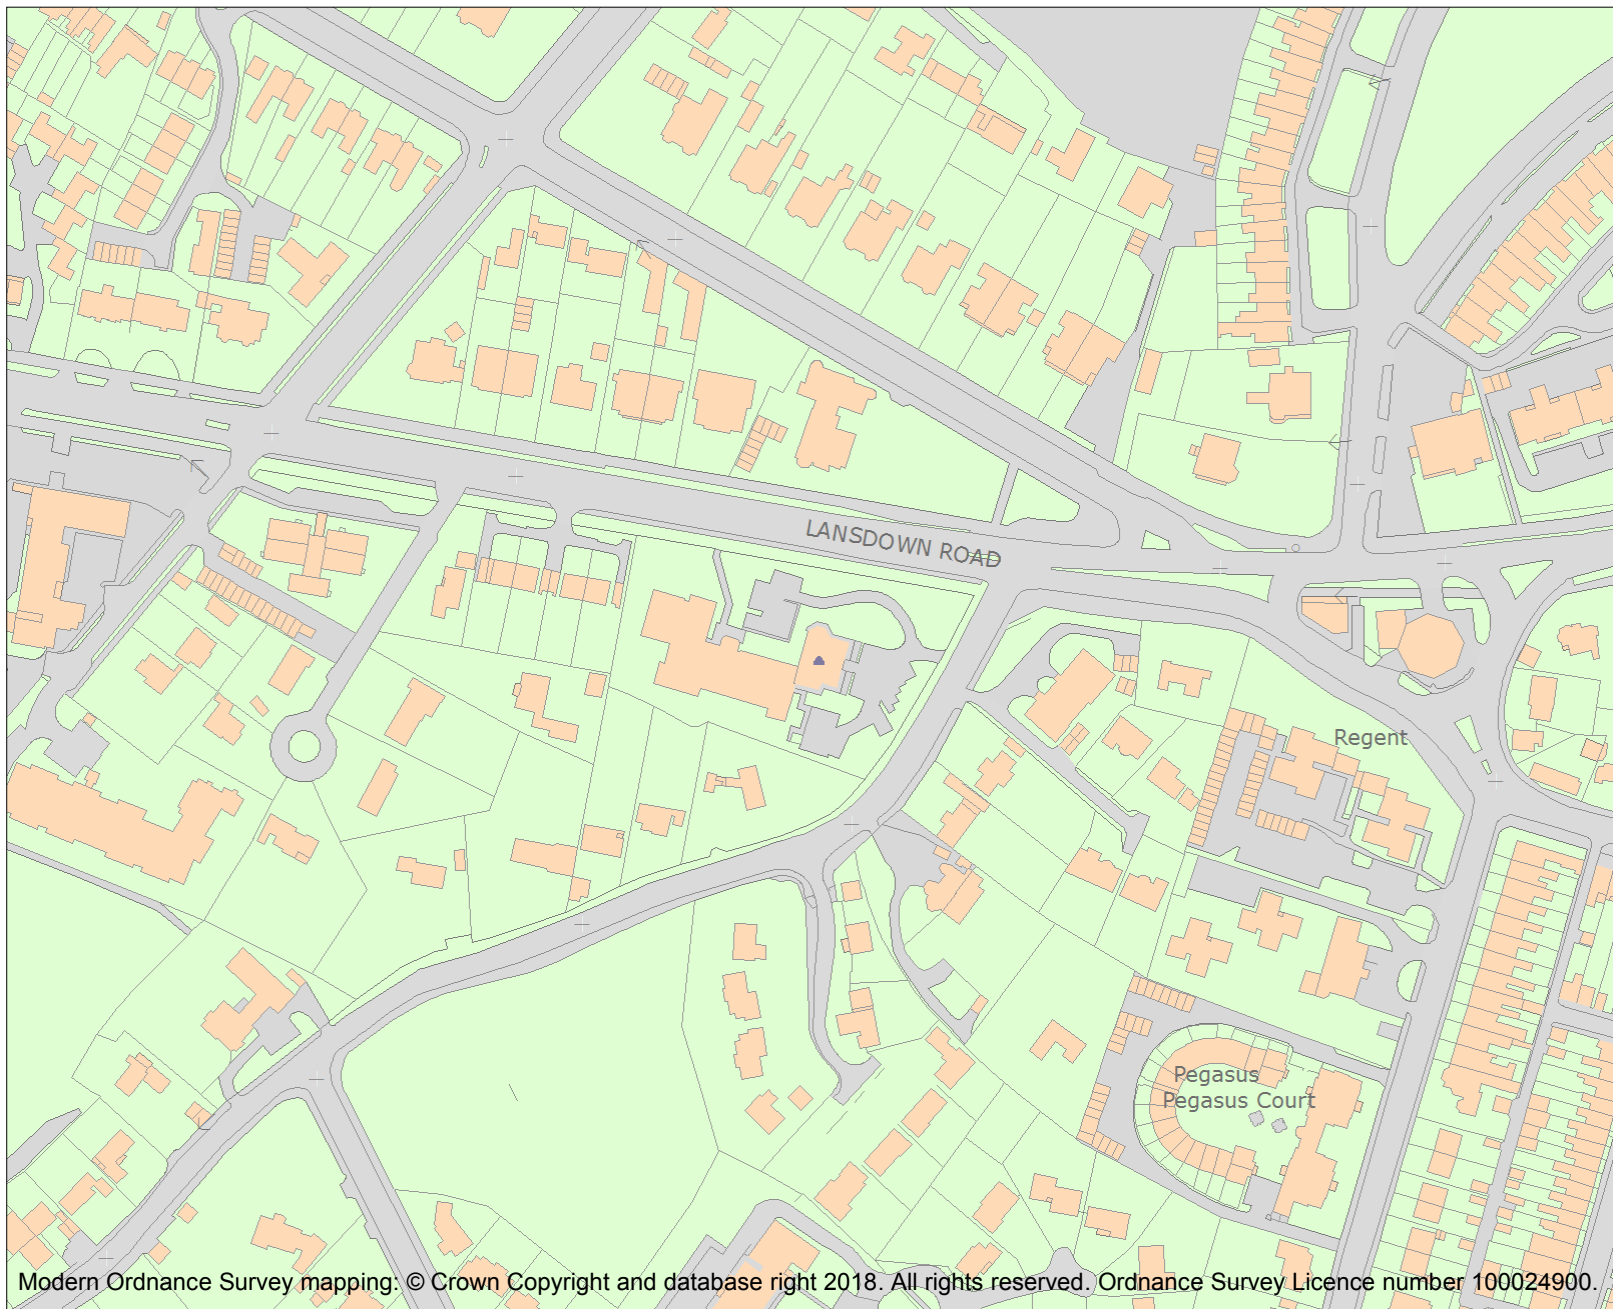 LANSDOWN ROAD
Regent
Pegasus
Pegasus Court
Modern Ordnance Survey mapping: © Crown Copyright and database right 2018. All rights reserved. Ordnance Survey Licence number 100024900.